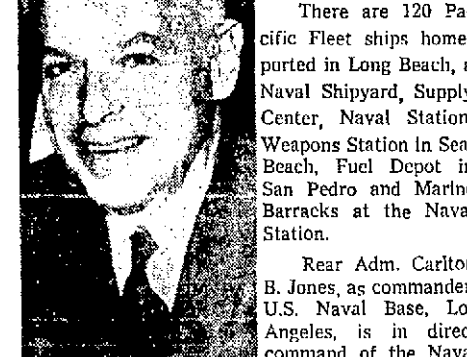 There are 120 Pa-
cific Fleet ships home-
ported in Long Beach, a
Naval Shipyard, Supply
Center, Naval Station,
Weapons Station in Seal
Beach, Fuel Depot in
San Pedro and Marine
Barracks at the Naval
Station.
Rear Adm. Carlton
B. Jones, as commander
U.S. Naval Base, Los
Angeles, is in direct
command of the Naval